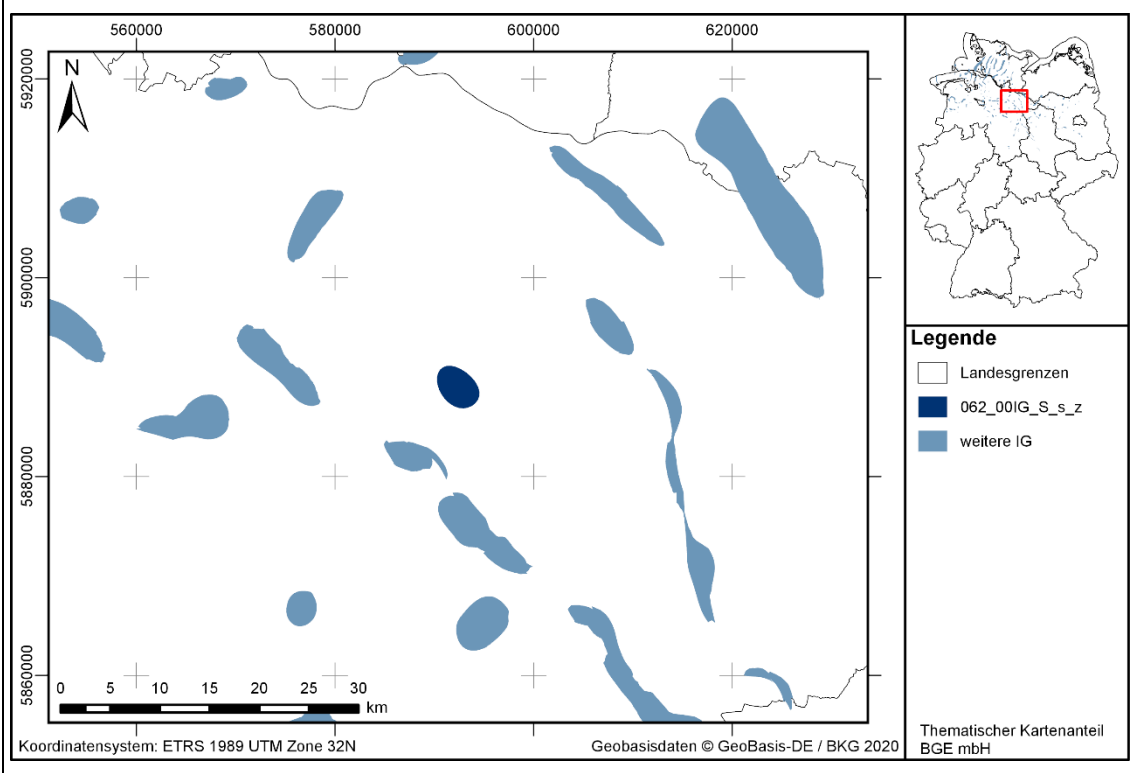 560000 580000 600000 620000
5920000
5900000
5880000
5860000
N
0 5 10 15 20 25 30
km
Koordinatensystem: ETRS 1989 UTM Zone 32N
Geobasisdaten © GeoBasis-DE / BKG 2020
Legende
Landesgrenzen
062_00IG_S_s_z
weitere IG
Thematischer Kartenanteil
BGE mbH